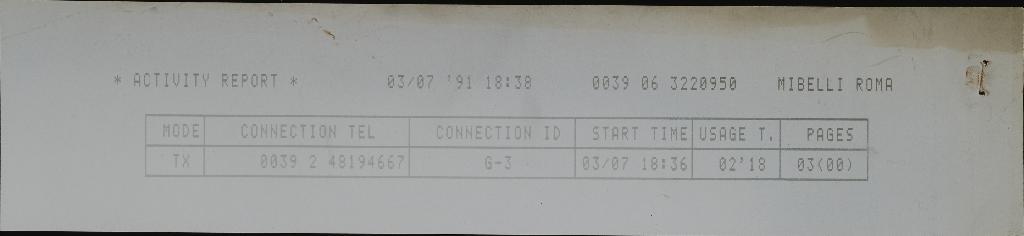 * ACTIVITY REPORT * 03/07 '91 18:38 0039 06 3220950 MIBELLI ROMA
MODE CONNECTION TEL CONNECTION ID START TIME USAGE T. PAGES
TX 0039 2 48194667 G-3 03/07 18:36 02'18 03(00)